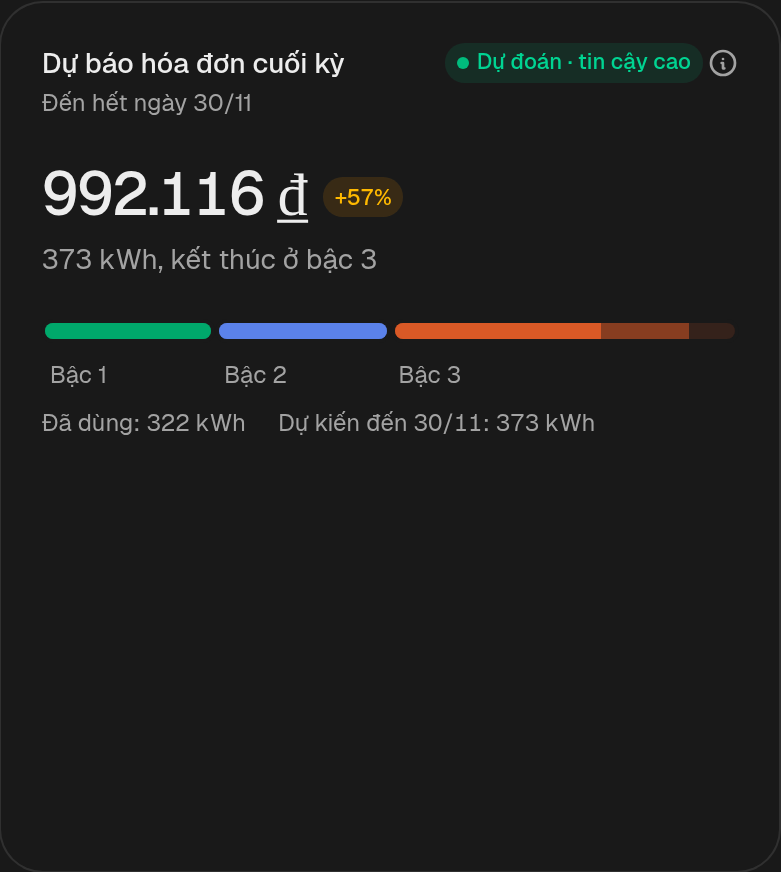 Dự báo hóa đơn cuối kỳ
Dự đoán · tin cậy cao
Đến hết ngày 30/11
992.116 ₫ +57%
373 kWh, kết thúc ở bậc 3
Bậc 1 Bậc 2 Bậc 3
Đã dùng: 322 kWh Dự kiến đến 30/11: 373 kWh